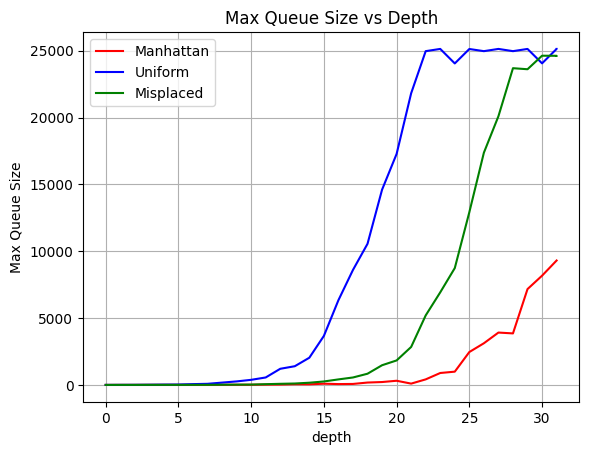 Max Queue Size vs Depth
Manhattan
Uniform
Misplaced
Max Queue Size
25000
20000
15000
10000
5000
0
0 5 10 15 20 25 30
depth